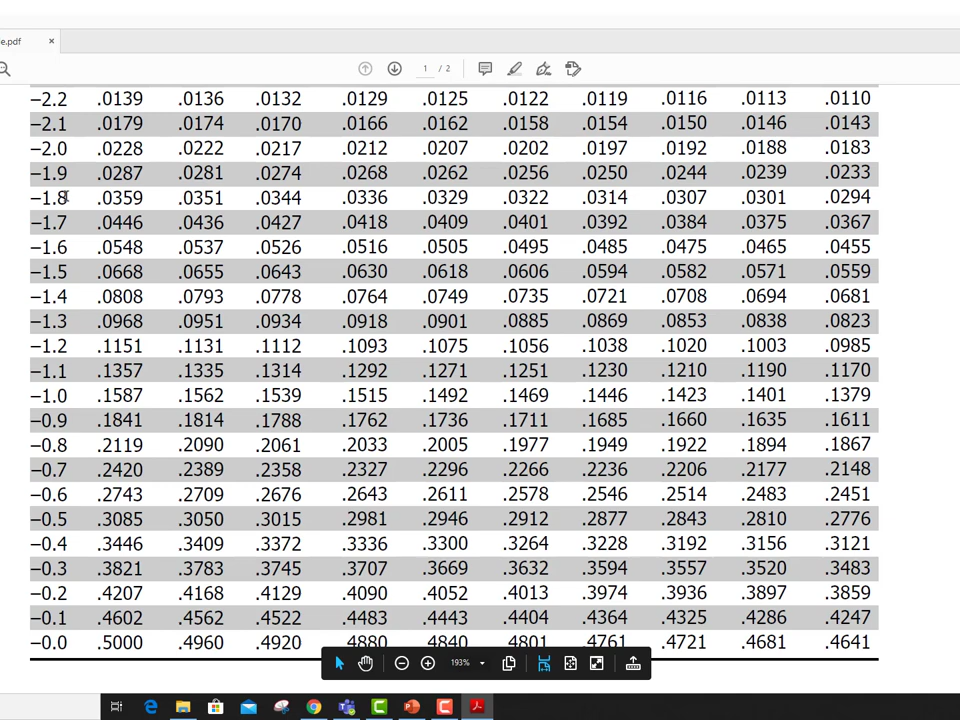 e.pdf ×
1 / 2
−2.2 .0139 .0136 .0132 .0129 .0125 .0122 .0119 .0116 .0113 .0110
−2.1 .0179 .0174 .0170 .0166 .0162 .0158 .0154 .0150 .0146 .0143
−2.0 .0228 .0222 .0217 .0212 .0207 .0202 .0197 .0192 .0188 .0183
−1.9 .0287 .0281 .0274 .0268 .0262 .0256 .0250 .0244 .0239 .0233
−1.8 .0359 .0351 .0344 .0336 .0329 .0322 .0314 .0307 .0301 .0294
−1.7 .0446 .0436 .0427 .0418 .0409 .0401 .0392 .0384 .0375 .0367
−1.6 .0548 .0537 .0526 .0516 .0505 .0495 .0485 .0475 .0465 .0455
−1.5 .0668 .0655 .0643 .0630 .0618 .0606 .0594 .0582 .0571 .0559
−1.4 .0808 .0793 .0778 .0764 .0749 .0735 .0721 .0708 .0694 .0681
−1.3 .0968 .0951 .0934 .0918 .0901 .0885 .0869 .0853 .0838 .0823
−1.2 .1151 .1131 .1112 .1093 .1075 .1056 .1038 .1020 .1003 .0985
−1.1 .1357 .1335 .1314 .1292 .1271 .1251 .1230 .1210 .1190 .1170
−1.0 .1587 .1562 .1539 .1515 .1492 .1469 .1446 .1423 .1401 .1379
−0.9 .1841 .1814 .1788 .1762 .1736 .1711 .1685 .1660 .1635 .1611
−0.8 .2119 .2090 .2061 .2033 .2005 .1977 .1949 .1922 .1894 .1867
−0.7 .2420 .2389 .2358 .2327 .2296 .2266 .2236 .2206 .2177 .2148
−0.6 .2743 .2709 .2676 .2643 .2611 .2578 .2546 .2514 .2483 .2451
−0.5 .3085 .3050 .3015 .2981 .2946 .2912 .2877 .2843 .2810 .2776
−0.4 .3446 .3409 .3372 .3336 .3300 .3264 .3228 .3192 .3156 .3121
−0.3 .3821 .3783 .3745 .3707 .3669 .3632 .3594 .3557 .3520 .3483
−0.2 .4207 .4168 .4129 .4090 .4052 .4013 .3974 .3936 .3897 .3859
−0.1 .4602 .4562 .4522 .4483 .4443 .4404 .4364 .4325 .4286 .4247
−0.0 .5000 .4960 .4920 .4880 .4840 .4801 .4761 .4721 .4681 .4641
193%